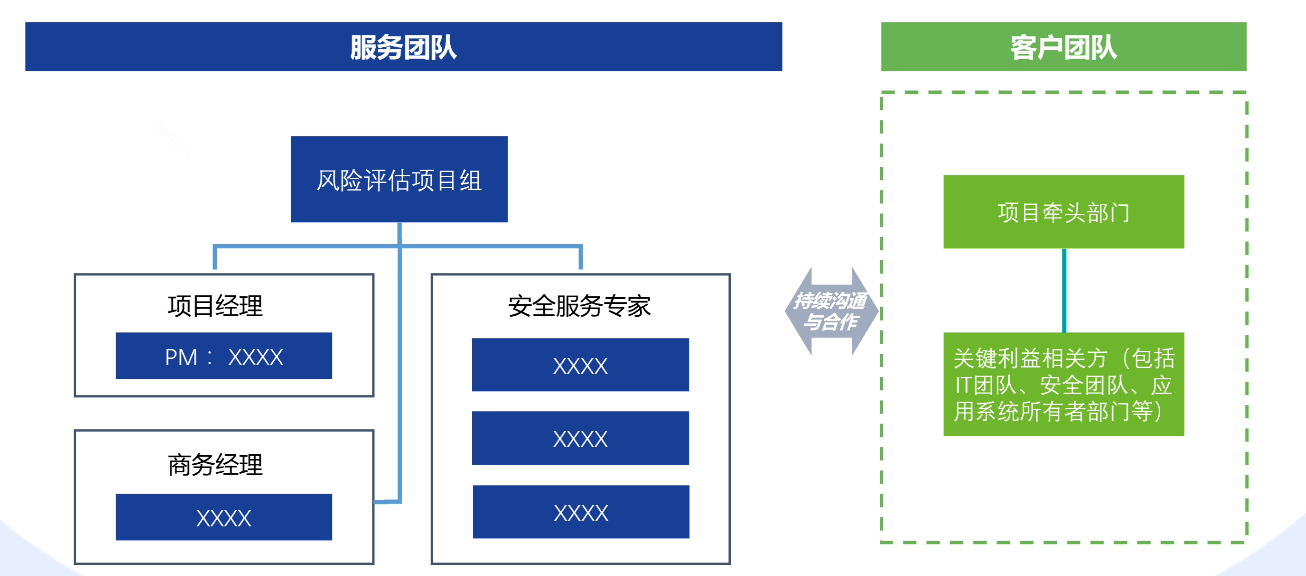 服务团队
客户团队
风险评估项目组
项目经理
PM： XXXX
商务经理
XXXX
安全服务专家
XXXX
XXXX
XXXX
持续沟通
与合作
项目牵头部门
关键利益相关方（包括
IT团队、安全团队、应
用系统所有者部门等）